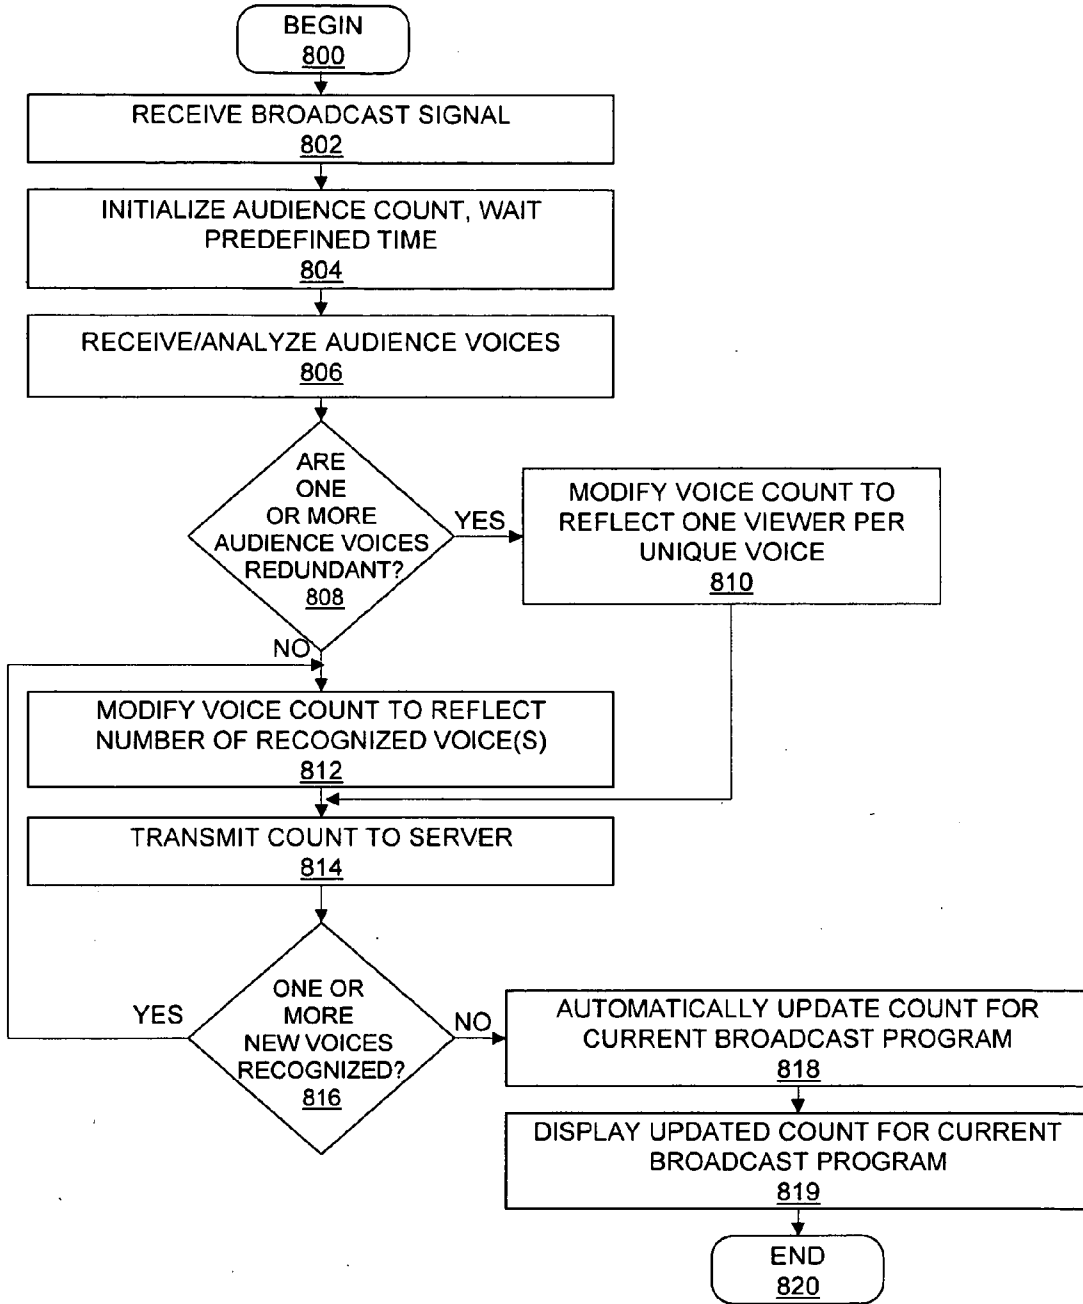 BEGIN
800
RECEIVE BROADCAST SIGNAL
802
INITIALIZE AUDIENCE COUNT, WAIT
PREDEFINED TIME
804
RECEIVE/ANALYZE AUDIENCE VOICES
806
ARE
ONE
OR MORE
AUDIENCE VOICES
REDUNDANT?
808
YES
MODIFY VOICE COUNT TO
REFLECT ONE VIEWER PER
UNIQUE VOICE
810
NO
MODIFY VOICE COUNT TO REFLECT
NUMBER OF RECOGNIZED VOICE(S)
812
TRANSMIT COUNT TO SERVER
814
ONE OR
MORE
NEW VOICES
RECOGNIZED?
816
YES
NO
AUTOMATICALLY UPDATE COUNT FOR
CURRENT BROADCAST PROGRAM
818
DISPLAY UPDATED COUNT FOR CURRENT
BROADCAST PROGRAM
819
END
820